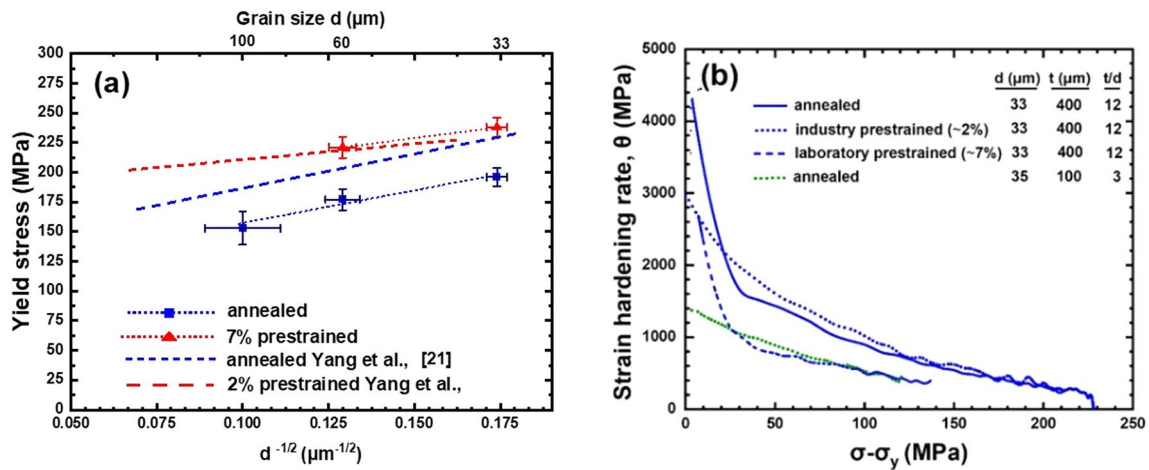 Grain size d (µm)
100 60 33
300
275
250
225
200
175
150
125
100
75
50
25
0
Yield stress (MPa)
(a)
annealed
7% prestrained
annealed Yang et al., [21]
2% prestrained Yang et al.,
0.050 0.075 0.100 0.125 0.150 0.175
d -1/2 (µm-1/2)
5000
4000
3000
2000
1000
0
Strain hardening rate, θ (MPa)
(b)
d (µm) t (µm) t/d
annealed 33 400 12
industry prestrained (~2%) 33 400 12
laboratory prestrained (~7%) 33 400 12
annealed 35 100 3
0 50 100 150 200 250
σ-σy (MPa)